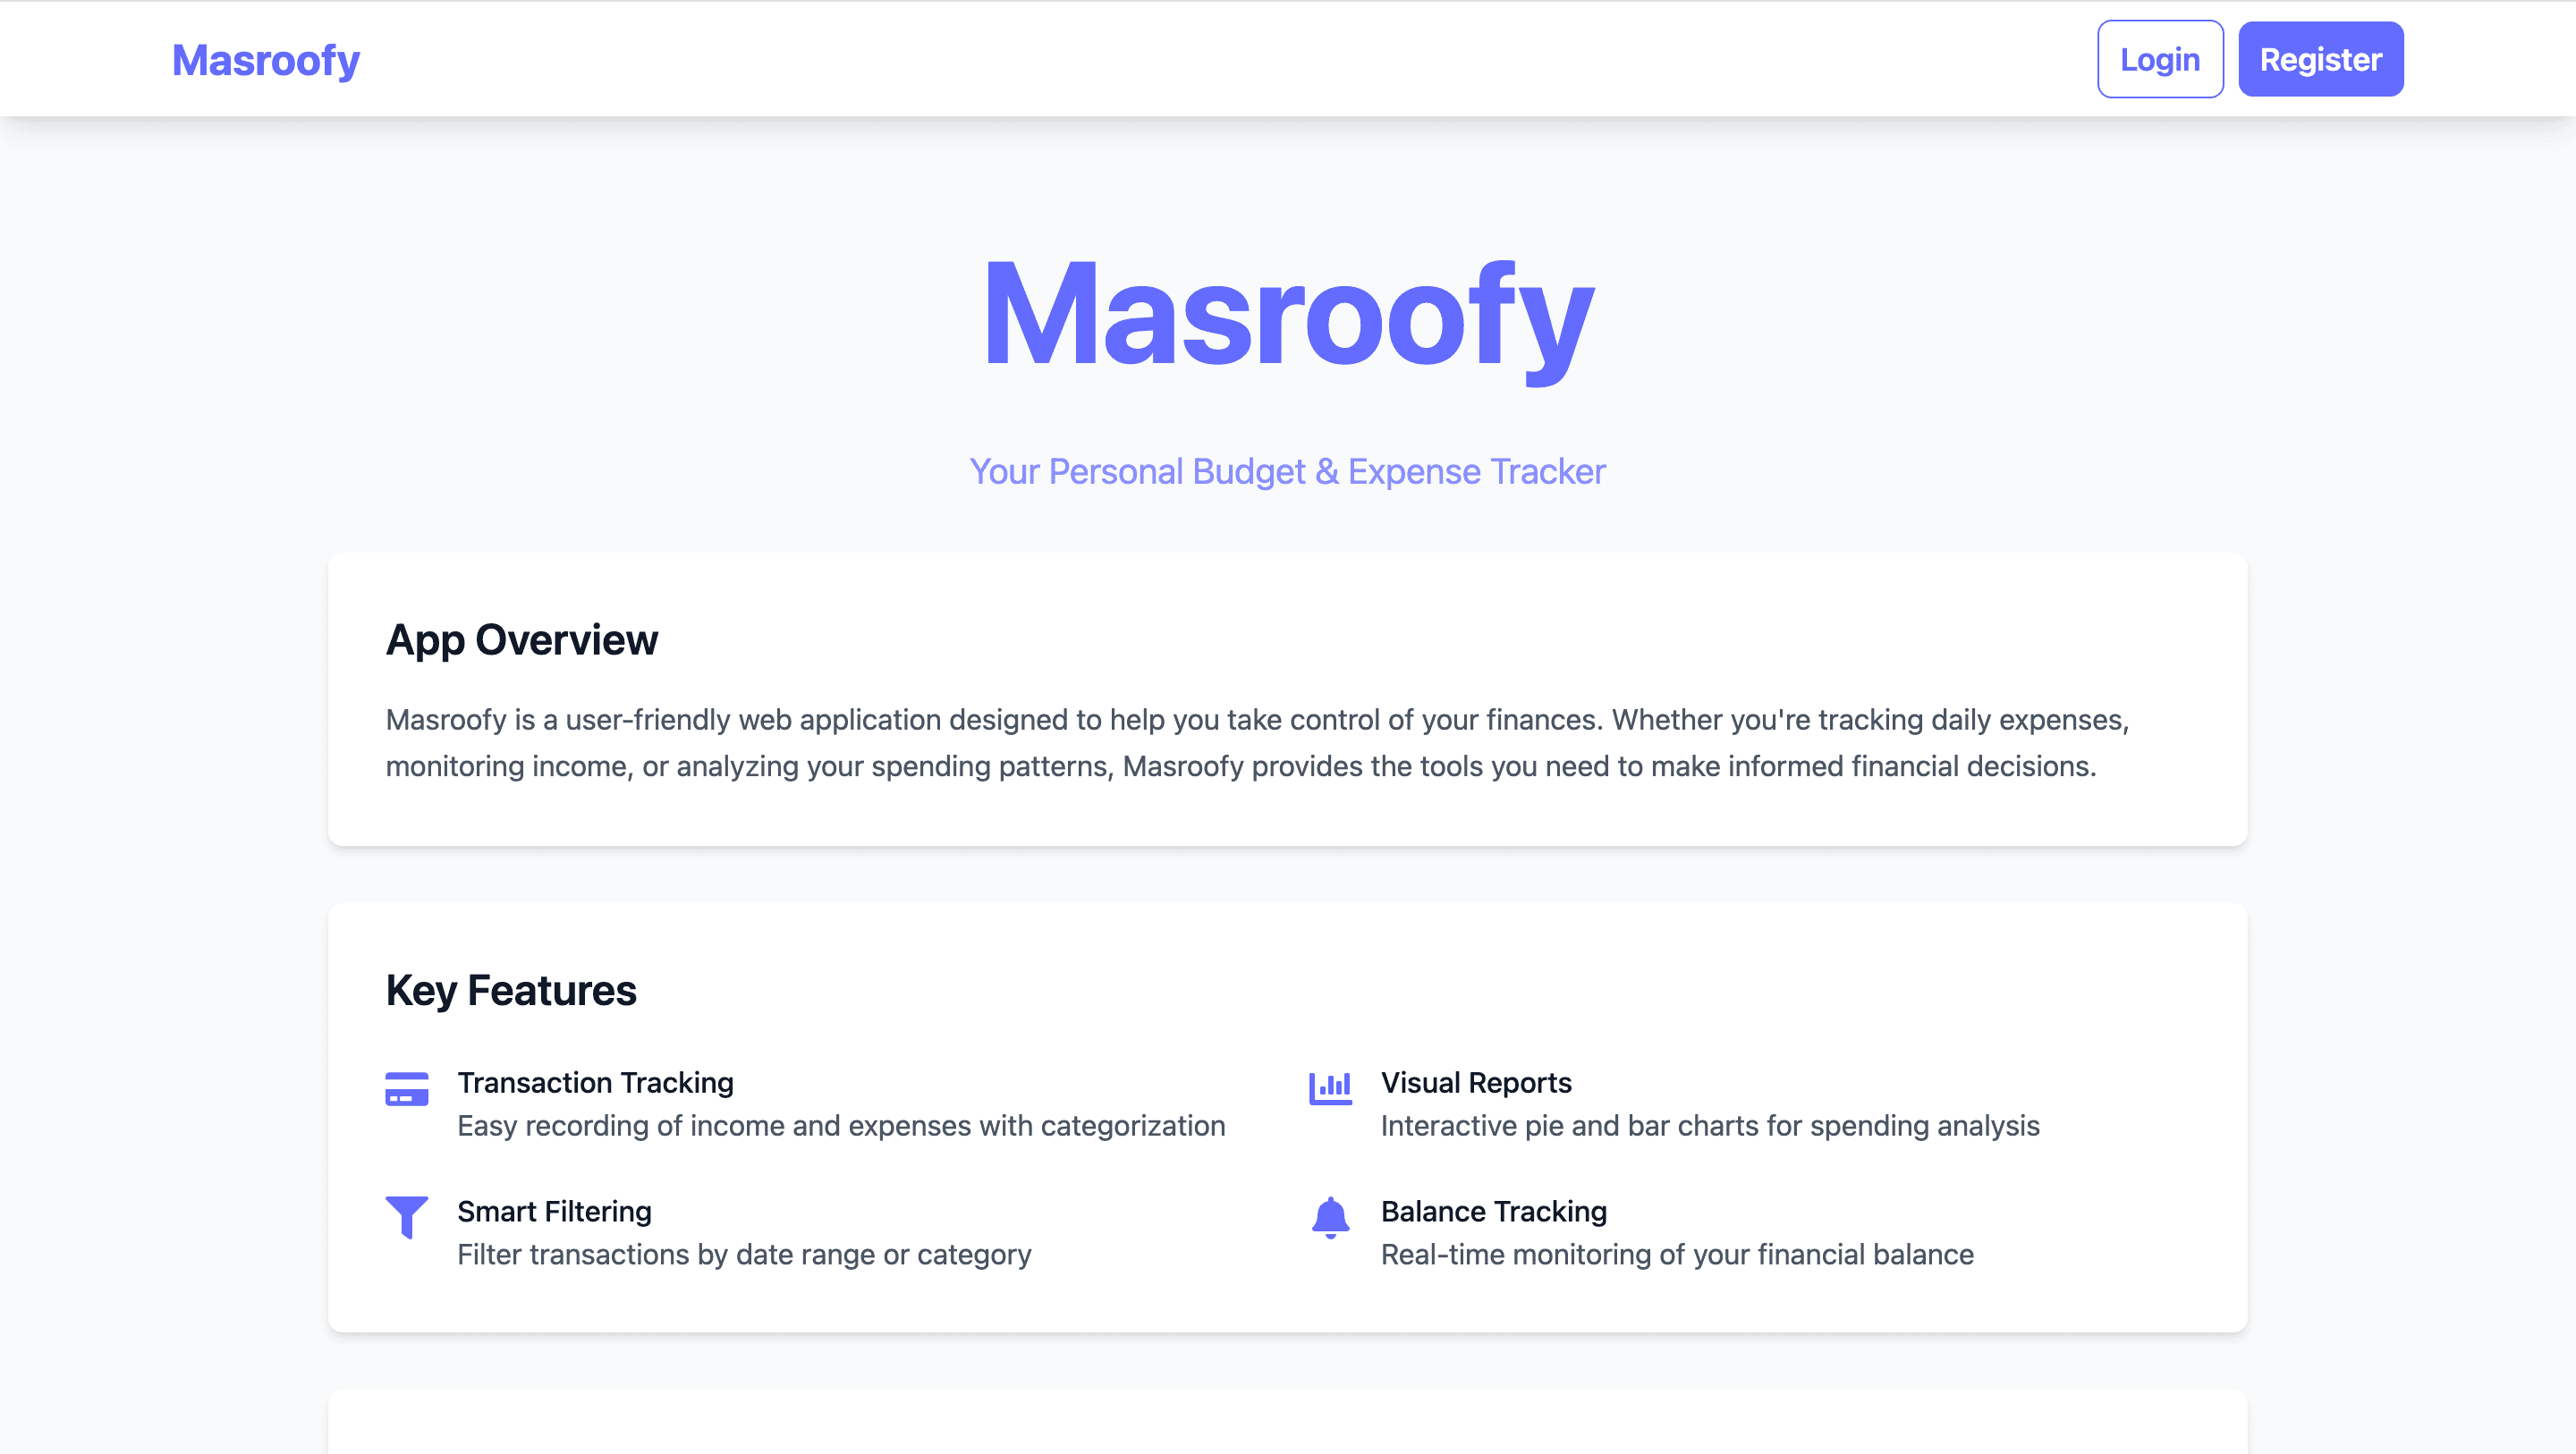 Masroofy
Login
Register
Masroofy
Your Personal Budget & Expense Tracker
App Overview
Masroofy is a user-friendly web application designed to help you take control of your finances. Whether you're tracking daily expenses,
monitoring income, or analyzing your spending patterns, Masroofy provides the tools you need to make informed financial decisions.
Key Features
Transaction Tracking
Easy recording of income and expenses with categorization
Visual Reports
Interactive pie and bar charts for spending analysis
Smart Filtering
Filter transactions by date range or category
Balance Tracking
Real-time monitoring of your financial balance